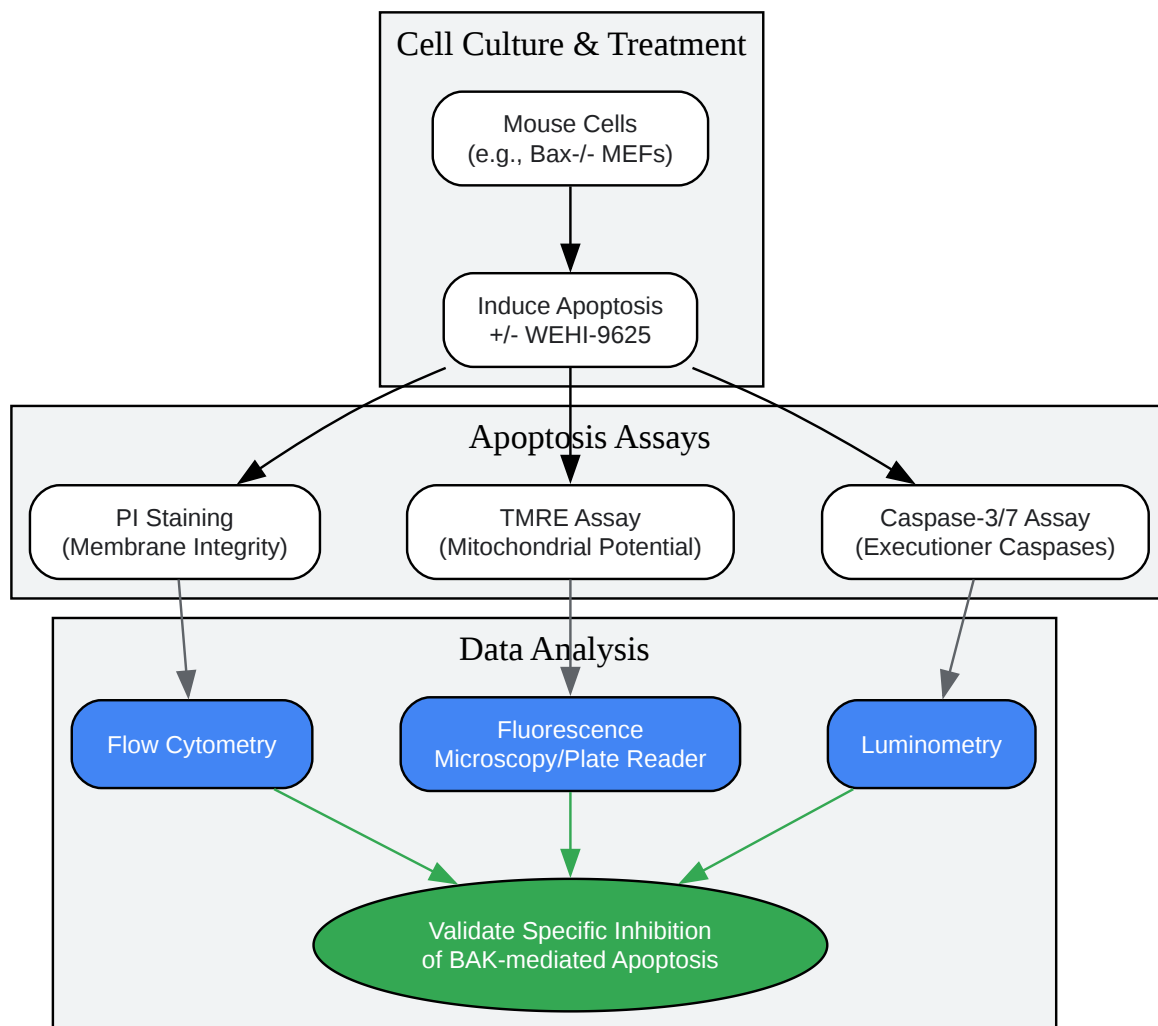 Cell Culture & Treatment
Mouse Cells
(e.g., Bax-/- MEFs)
Induce Apoptosis
+/- WEHI-9625
Apoptosis Assays
PI Staining
(Membrane Integrity)
TMRE Assay
(Mitochondrial Potential)
Caspase-3/7 Assay
(Executioner Caspases)
Data Analysis
Flow Cytometry
Fluorescence
Microscopy/Plate Reader
Luminometry
Validate Specific Inhibition
of BAK-mediated Apoptosis